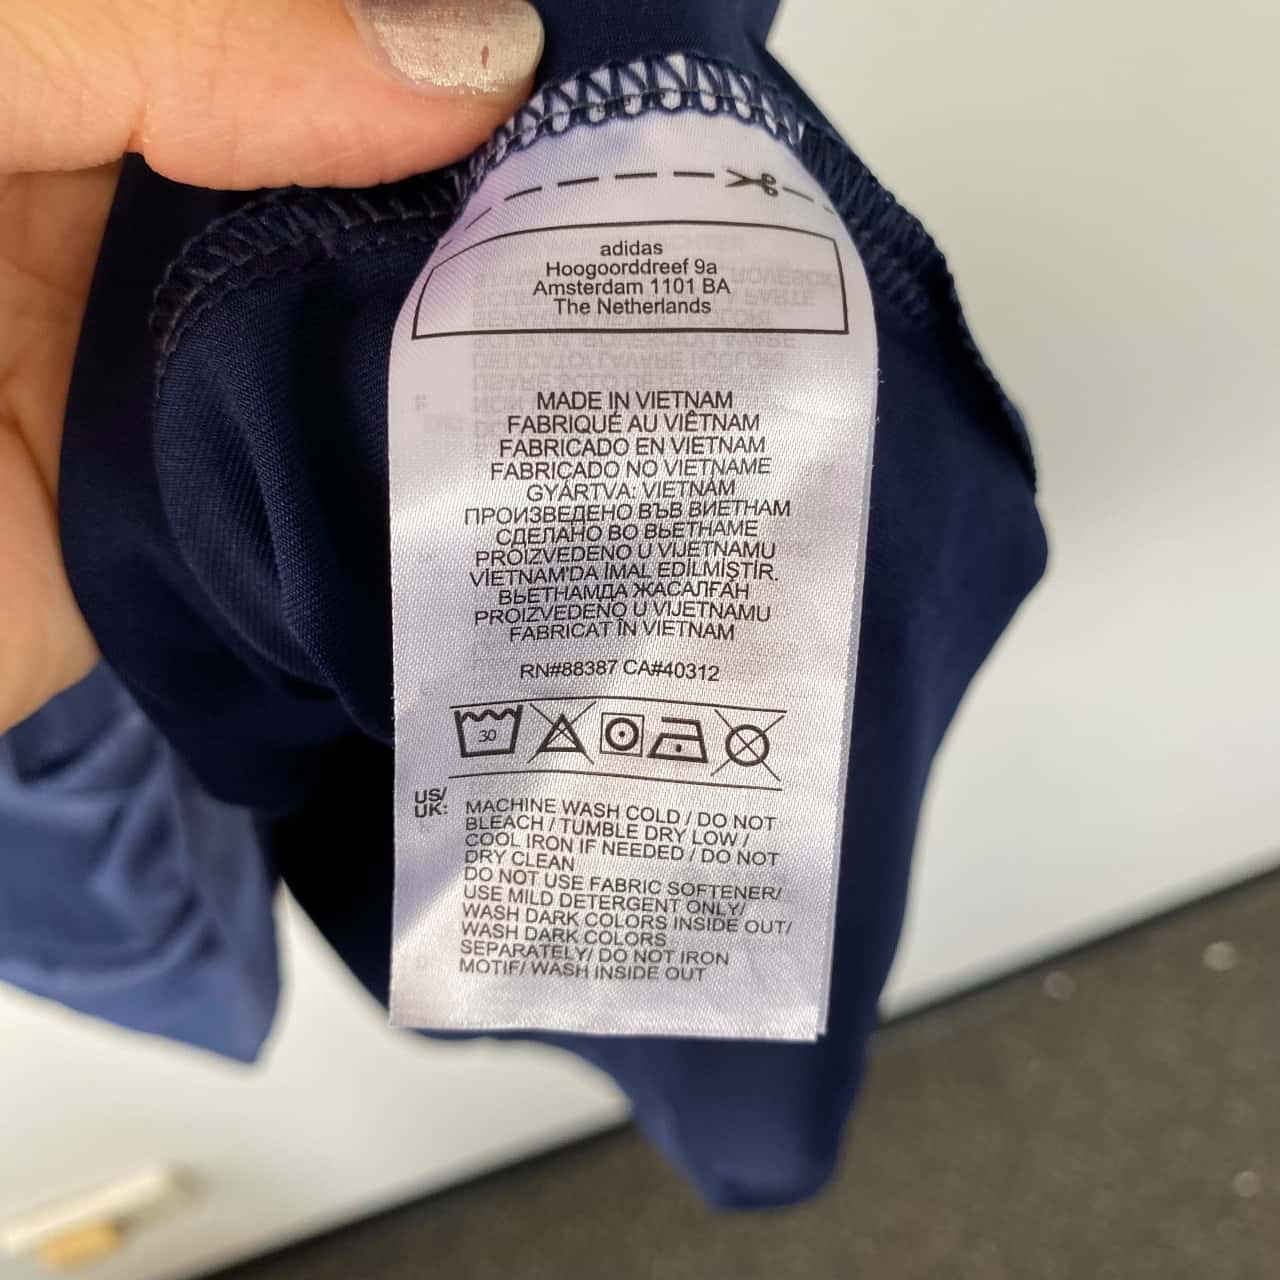 adidas
Hoogoorddreef 9a
Amsterdam 1101 BA
The Netherlands
MADE IN VIETNAM
FABRIQUÉ AU VIÊTNAM
FABRICADO EN VIETNAM
FABRICADO NO VIETNAME
GYÁRTVA: VIETNÁM
ПРОИЗВЕДЕНО ВЪВ ВИЕТНАМ
СДЕЛАНО ВО ВЬЕТНАМЕ
PROIZVEDENO U VIJETNAMU
VİETNAM'DA İMAL EDİLMİŞTİR.
ВЬЕТНАМДА ЖАСАЛҒАН
PROIZVEDENO U VIJETNAMU
FABRICAT ÎN VIETNAM
RN#88387 CA#40312
30
US/
UK:
MACHINE WASH COLD / DO NOT
BLEACH / TUMBLE DRY LOW /
COOL IRON IF NEEDED / DO NOT
DRY CLEAN
DO NOT USE FABRIC SOFTENER/
USE MILD DETERGENT ONLY/
WASH DARK COLORS INSIDE OUT/
WASH DARK COLORS
SEPARATELY/ DO NOT IRON
MOTIF/ WASH INSIDE OUT